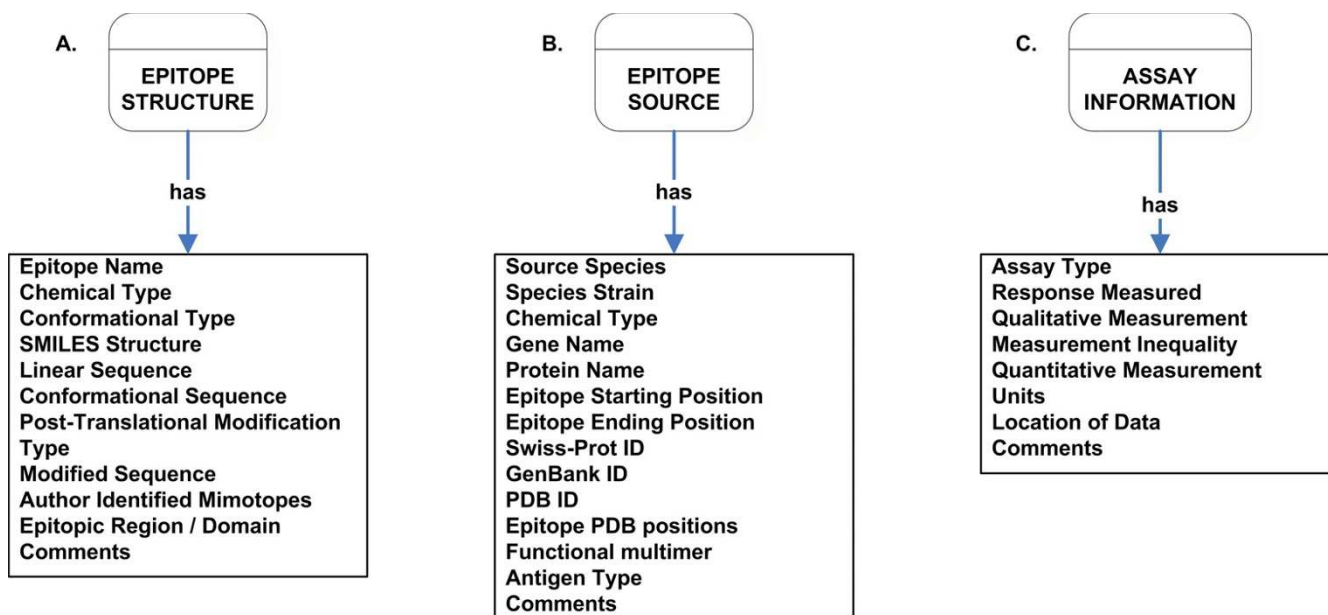 A.
EPITOPE
STRUCTURE
has
Epitope Name
Chemical Type
Conformational Type
SMILES Structure
Linear Sequence
Conformational Sequence
Post-Translational Modification
Type
Modified Sequence
Author Identified Mimotopes
Epitopic Region / Domain
Comments
B.
EPITOPE
SOURCE
has
Source Species
Species Strain
Chemical Type
Gene Name
Protein Name
Epitope Starting Position
Epitope Ending Position
Swiss-Prot ID
GenBank ID
PDB ID
Epitope PDB positions
Functional multimer
Antigen Type
Comments
C.
ASSAY
INFORMATION
has
Assay Type
Response Measured
Qualitative Measurement
Measurement Inequality
Quantitative Measurement
Units
Location of Data
Comments